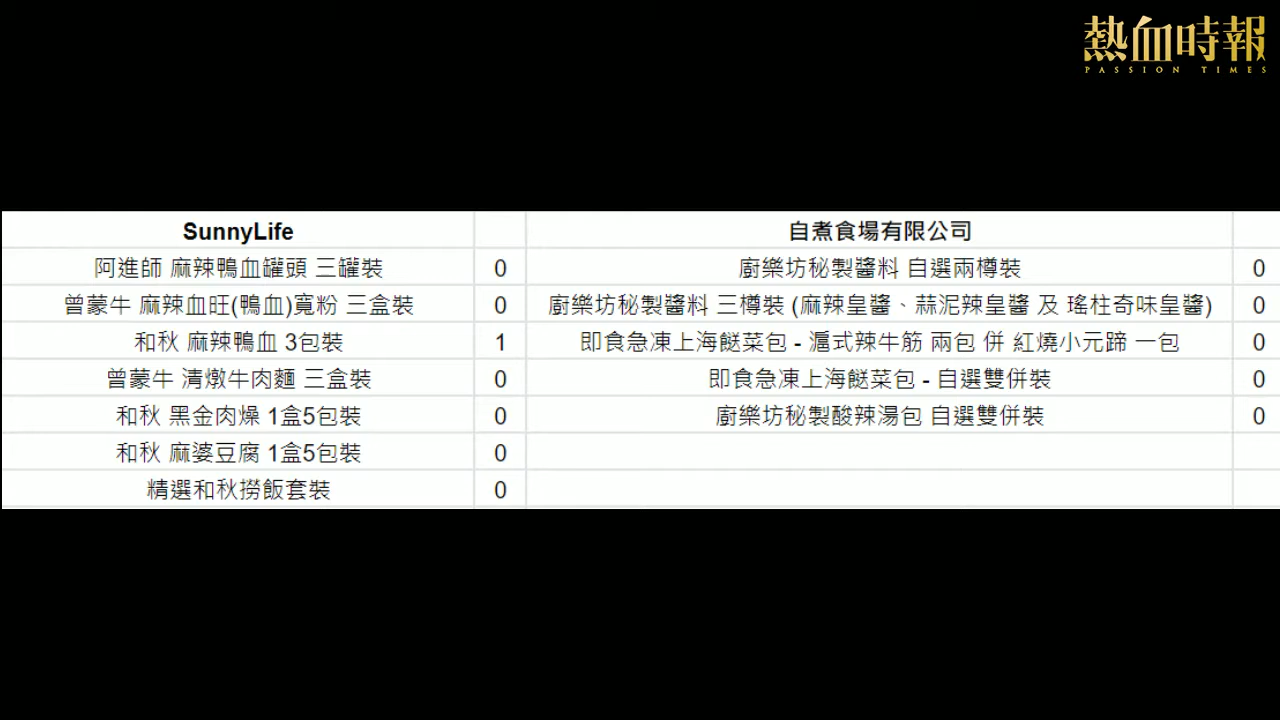 熱血時報
PASSION TIMES
SunnyLife 自煮食場有限公司
阿進師 麻辣鴨血罐頭 三罐裝 0 廚樂坊秘製醬料 自選兩樽裝 0
曾蒙牛 麻辣血旺(鴨血)寬粉 三盒裝 0 廚樂坊秘製醬料 三樽裝 (麻辣皇醬、蒜泥辣皇醬 及 瑤柱奇味皇醬) 0
和秋 麻辣鴨血 3包裝 1 即食急凍上海餸菜包 - 滬式辣牛筋 兩包 併 紅燒小元蹄 一包 0
曾蒙牛 清燉牛肉麵 三盒裝 0 即食急凍上海餸菜包 - 自選雙併裝 0
和秋 黑金肉燥 1盒5包裝 0 廚樂坊秘製酸辣湯包 自選雙併裝 0
和秋 麻婆豆腐 1盒5包裝 0
精選和秋撈飯套裝 0